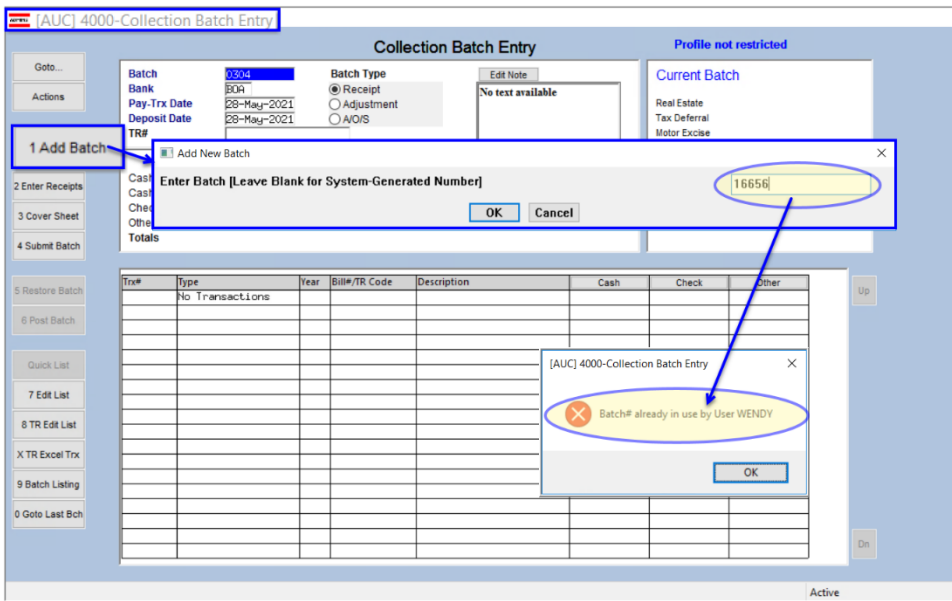 [AUC] 4000-Collection Batch Entry
Collection Batch Entry
Profile not restricted
Goto...
Actions
1 Add Batch
2 Enter Receipts
3 Cover Sheet
4 Submit Batch
5 Restore Batch
6 Post Batch
Quick List
7 Edit List
8 TR Edit List
X TR Excel Trx
9 Batch Listing
0 Goto Last Bch
Batch 0304
Bank BOA
Pay-Trx Date 28-May-2021
Deposit Date 28-May-2021
TR#
Batch Type
Receipt
Adjustment
A/O/S
Edit Note
No text available
Current Batch
Real Estate
Tax Deferral
Motor Excise
Add New Batch
Enter Batch [Leave Blank for System-Generated Number]
16656
OK Cancel
Totals
Trx# Type Year Bill#/TR Code Description Cash Check Other
No Transactions
Up
[AUC] 4000-Collection Batch Entry
Batch# already in use by User WENDY
OK
Dn
Active